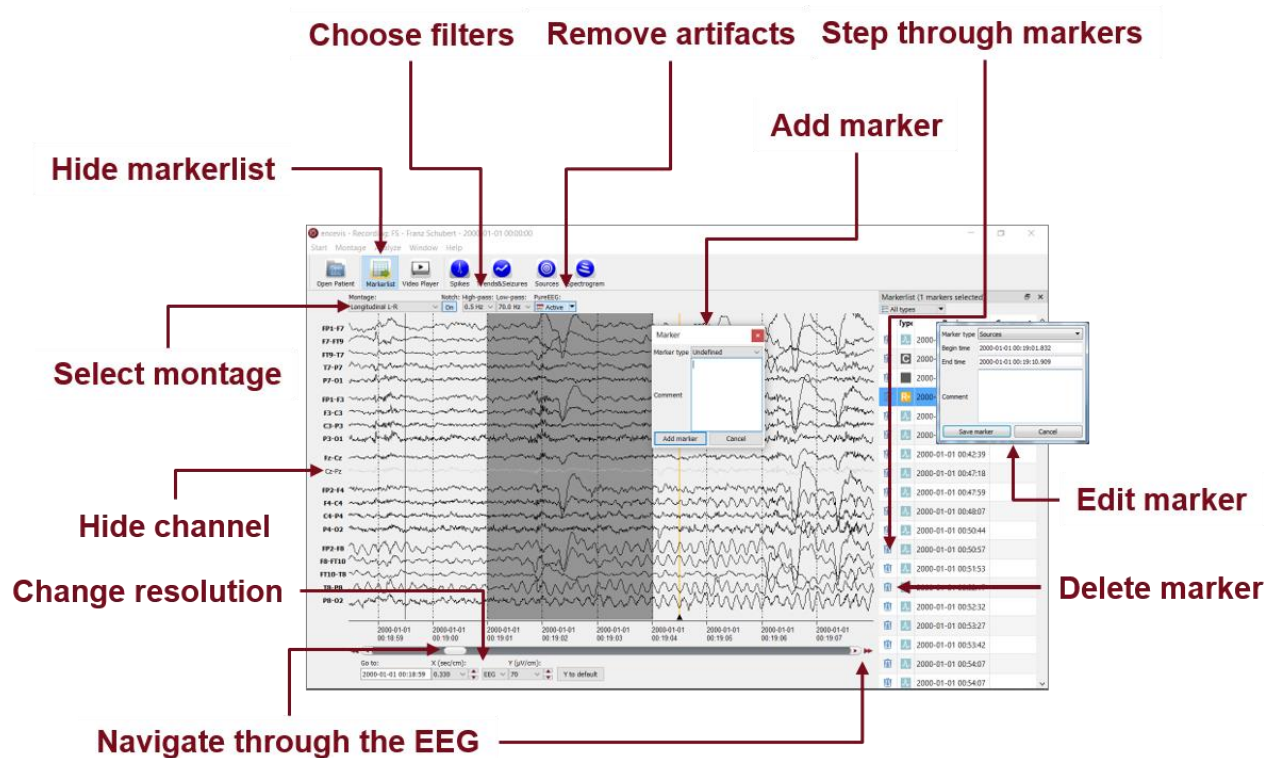 Choose filters
Remove artifacts
Step through markers
Add marker
Hide markerlist
- Recording: FS - Franz Schubert - 2000-01-01 00:00:00
Start Montage Analyze Window Help
Open Patient Markerlist Video Player Spikes Trends&Seizures Sources Spectrogram
Montage: Notch: High-pass: Low-pass: PureEEG:
Longitudinal L-R On 0.5 Hz 70.0 Hz Active
Markerlist (1 markers selected)
All types
Select montage
FP1-F7
F7-FT9
FT9-T7
T7-P7
P7-O1
FP1-F3
F3-C3
C3-P3
P3-O1
Fz-Cz
Cz-Pz
FP2-F4
F4-C4
C4-P4
P4-O2
FP2-F8
F8-FT10
FT10-T8
T8-P8
P8-O2
Marker
Marker type Undefined
Comment
Add marker Cancel
Type
2000-
2000-
2000-
2000-
2000-
2000-
Marker type Sources
Begin time 2000-01-01 00:19:01.832
End time 2000-01-01 00:19:10.909
Comment
Save marker Cancel
2000-01-01 00:42:39
2000-01-01 00:47:18
2000-01-01 00:47:59
2000-01-01 00:48:07
2000-01-01 00:50:44
2000-01-01 00:50:57
2000-01-01 00:51:53
2000-01-01 00:52:32
2000-01-01 00:53:27
2000-01-01 00:53:42
2000-01-01 00:54:07
2000-01-01 00:54:07
Edit marker
Hide channel
Delete marker
Change resolution
2000-01-01 2000-01-01 2000-01-01 2000-01-01 2000-01-01 2000-01-01 2000-01-01 2000-01-01 2000-01-01
00:18:59 00:19:00 00:19:01 00:19:02 00:19:03 00:19:04 00:19:05 00:19:06 00:19:07
Go to: X (sec/cm): Y (µV/cm):
2000-01-01 00:18:59 0.330 EEG 70 Y to default
Navigate through the EEG